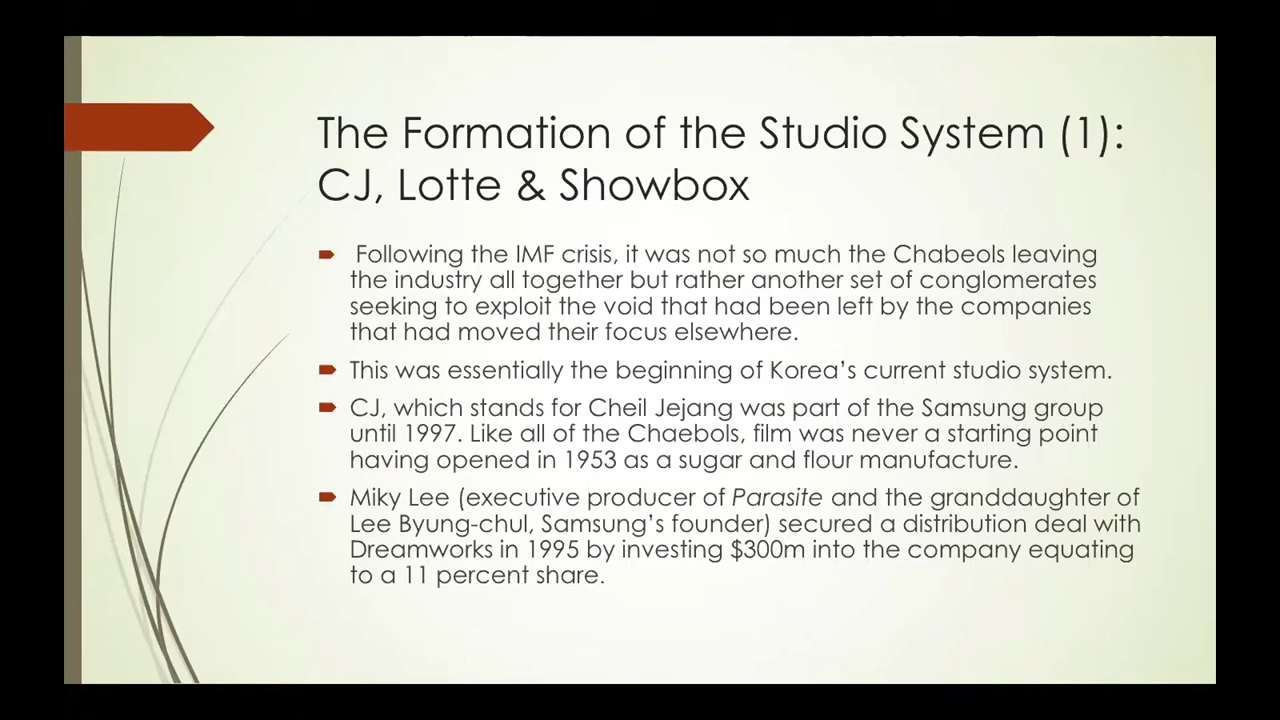 The Formation of the Studio System (1):
CJ, Lotte & Showbox
Following the IMF crisis, it was not so much the Chabeols leaving
the industry all together but rather another set of conglomerates
seeking to exploit the void that had been left by the companies
that had moved their focus elsewhere.
This was essentially the beginning of Korea’s current studio system.
CJ, which stands for Cheil Jejang was part of the Samsung group
until 1997. Like all of the Chaebols, film was never a starting point
having opened in 1953 as a sugar and flour manufacture.
Miky Lee (executive producer of Parasite and the granddaughter of
Lee Byung-chul, Samsung’s founder) secured a distribution deal with
Dreamworks in 1995 by investing $300m into the company equating
to a 11 percent share.